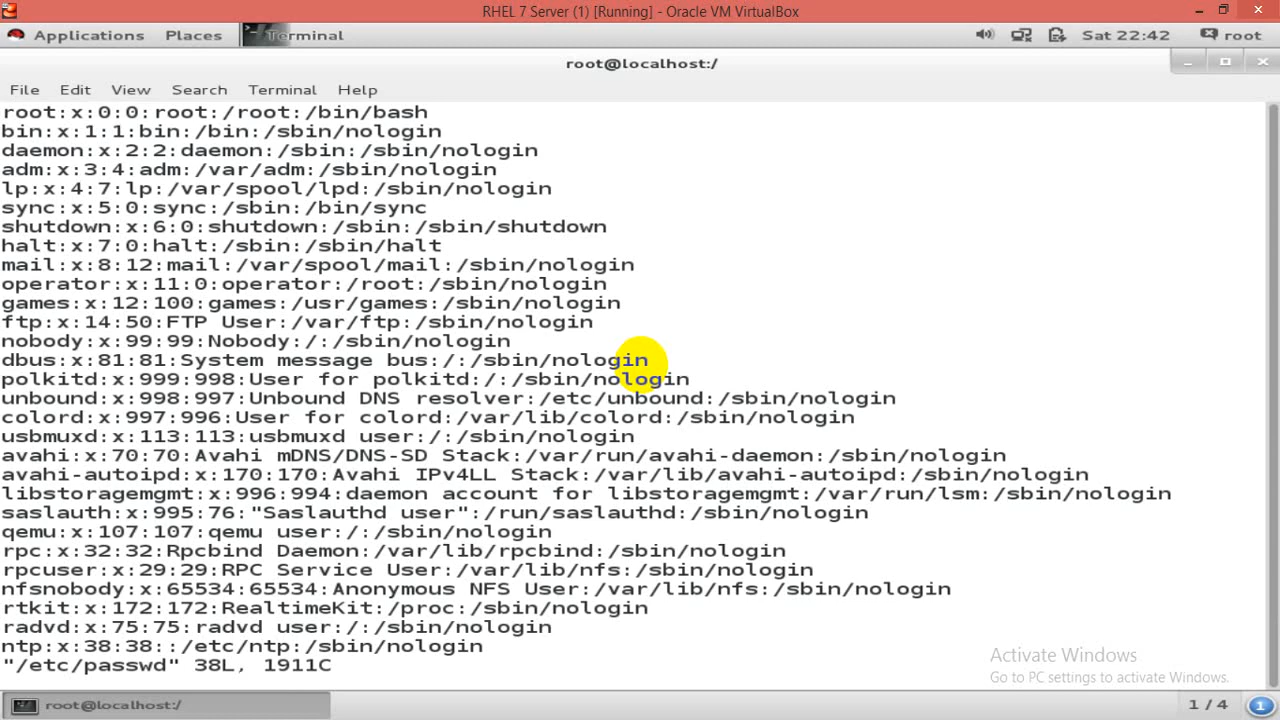 RHEL 7 Server (1) [Running] - Oracle VM VirtualBox
Applications Places Terminal Sat 22:42 root
root@localhost:/
File Edit View Search Terminal Help
root:x:0:0:root:/root:/bin/bash
bin:x:1:1:bin:/bin:/sbin/nologin
daemon:x:2:2:daemon:/sbin:/sbin/nologin
adm:x:3:4:adm:/var/adm:/sbin/nologin
lp:x:4:7:lp:/var/spool/lpd:/sbin/nologin
sync:x:5:0:sync:/sbin:/bin/sync
shutdown:x:6:0:shutdown:/sbin:/sbin/shutdown
halt:x:7:0:halt:/sbin:/sbin/halt
mail:x:8:12:mail:/var/spool/mail:/sbin/nologin
operator:x:11:0:operator:/root:/sbin/nologin
games:x:12:100:games:/usr/games:/sbin/nologin
ftp:x:14:50:FTP User:/var/ftp:/sbin/nologin
nobody:x:99:99:Nobody:/:/sbin/nologin
dbus:x:81:81:System message bus:/:/sbin/nologin
polkitd:x:999:998:User for polkitd:/:/sbin/nologin
unbound:x:998:997:Unbound DNS resolver:/etc/unbound:/sbin/nologin
colord:x:997:996:User for colord:/var/lib/colord:/sbin/nologin
usbmuxd:x:113:113:usbmuxd user:/:/sbin/nologin
avahi:x:70:70:Avahi mDNS/DNS-SD Stack:/var/run/avahi-daemon:/sbin/nologin
avahi-autoipd:x:170:170:Avahi IPv4LL Stack:/var/lib/avahi-autoipd:/sbin/nologin
libstoragemgmt:x:996:994:daemon account for libstoragemgmt:/var/run/lsm:/sbin/nologin
saslauth:x:995:76:"Saslauthd user":/run/saslauthd:/sbin/nologin
qemu:x:107:107:qemu user:/:/sbin/nologin
rpc:x:32:32:Rpcbind Daemon:/var/lib/rpcbind:/sbin/nologin
rpcuser:x:29:29:RPC Service User:/var/lib/nfs:/sbin/nologin
nfsnobody:x:65534:65534:Anonymous NFS User:/var/lib/nfs:/sbin/nologin
rtkit:x:172:172:RealtimeKit:/proc:/sbin/nologin
radvd:x:75:75:radvd user:/:/sbin/nologin
ntp:x:38:38::/etc/ntp:/sbin/nologin
"/etc/passwd" 38L, 1911C
Activate Windows
Go to PC settings to activate Windows.
root@localhost:/ 1 / 4 1